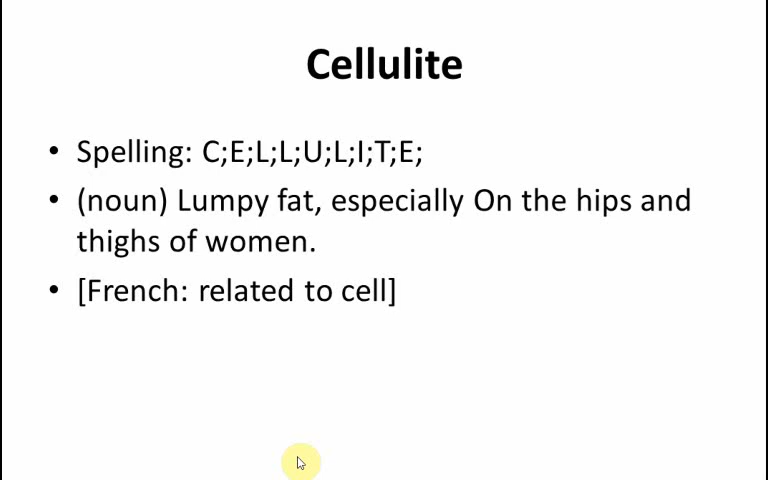 Cellulite
• Spelling: C;E;L;L;U;L;I;T;E;
• (noun) Lumpy fat, especially On the hips and
thighs of women.
• [French: related to cell]